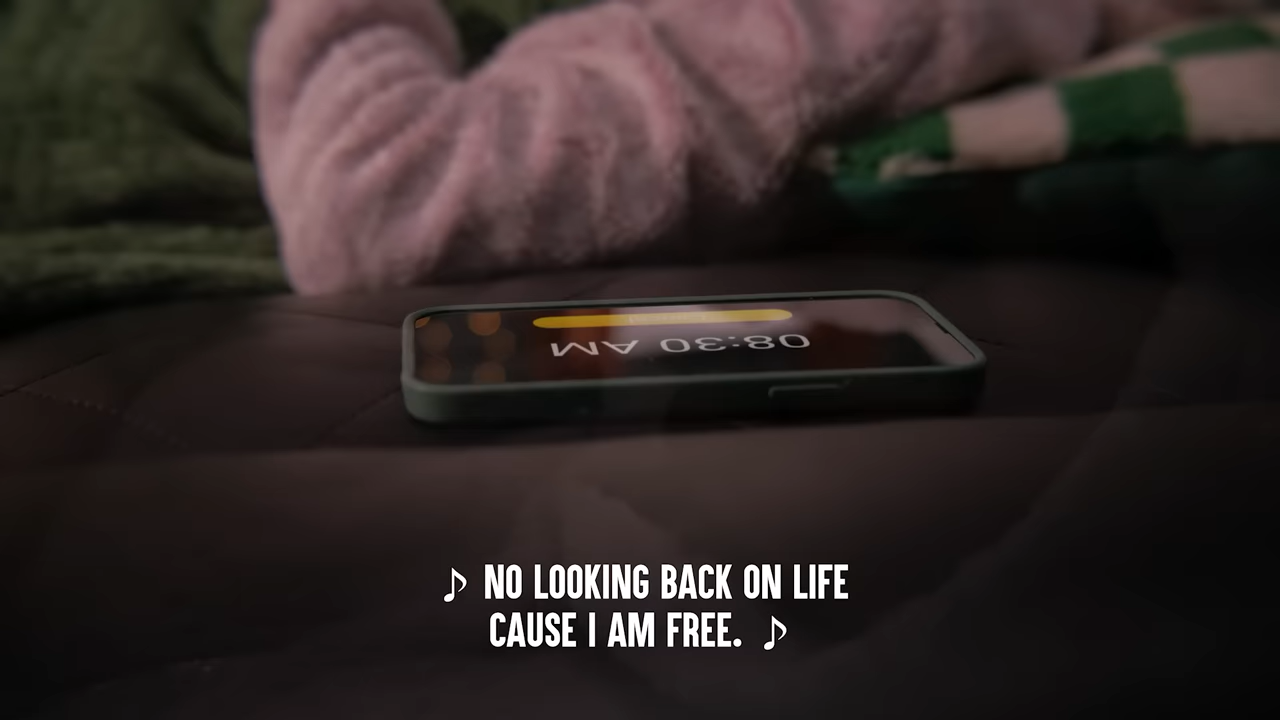 08:30 AM
♪ NO LOOKING BACK ON LIFE
CAUSE I AM FREE. ♪